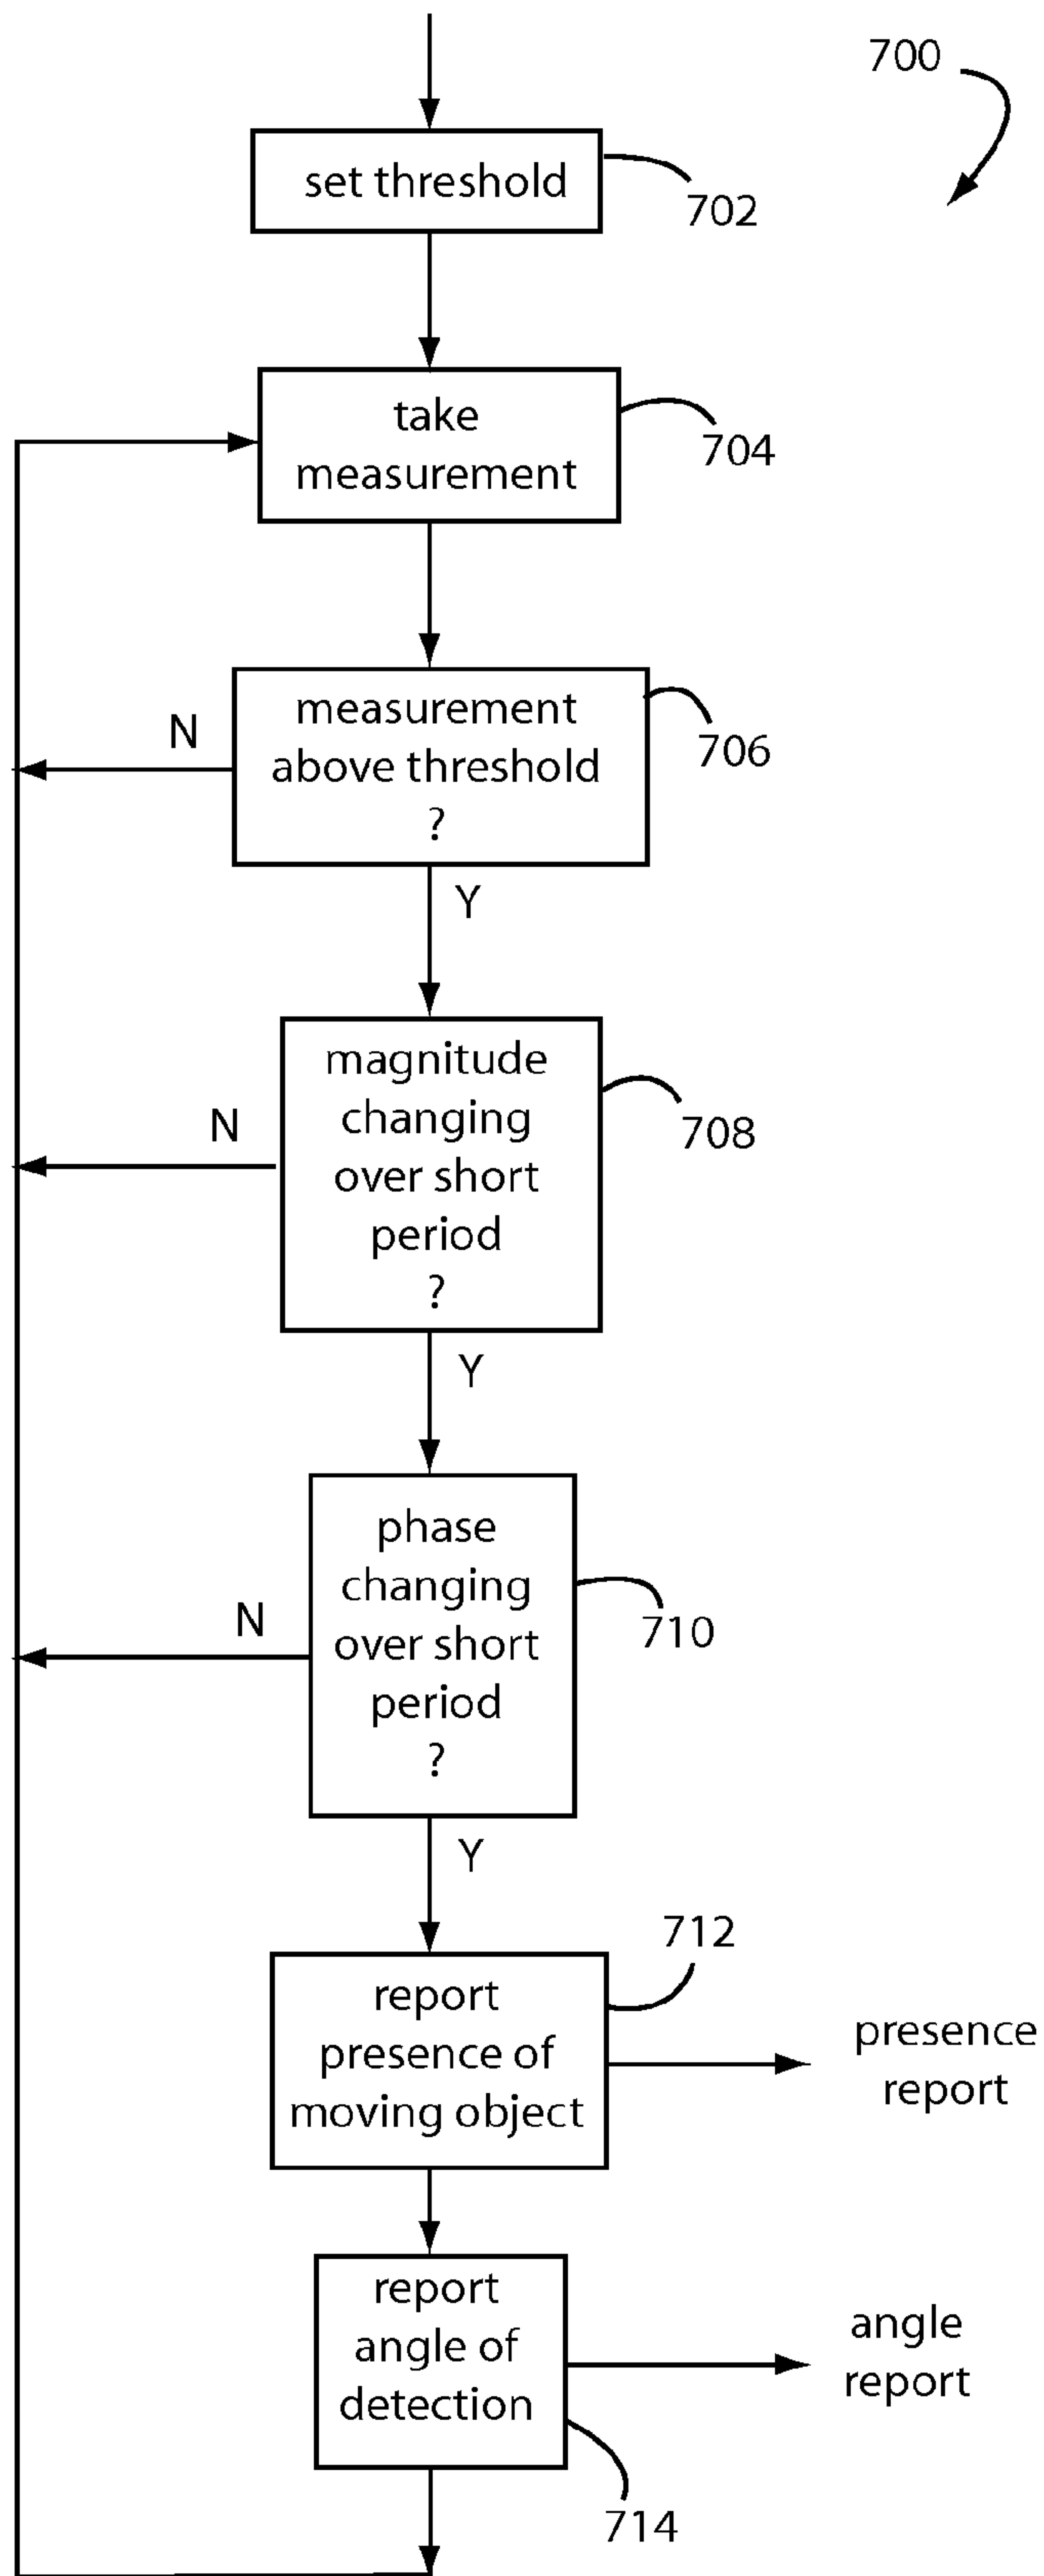 700
set threshold
702
take
measurement
704
measurement
above threshold
?
706
N
Y
magnitude
changing
over short
period
?
708
N
Y
phase
changing
over short
period
?
710
N
Y
712
report
presence of
moving object
presence
report
report
angle of
detection
angle
report
714